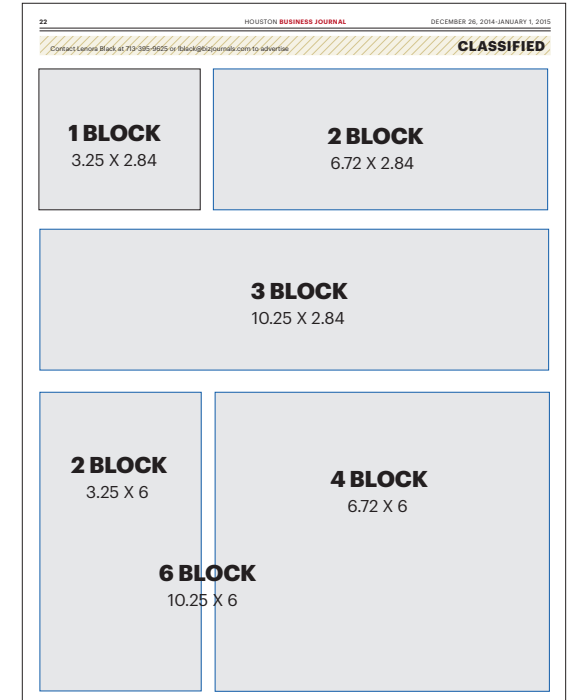 22 HOUSTON BUSINESS JOURNAL DECEMBER 26, 2014-JANUARY 1, 2015
Contact Lenora Black at 713-395-9625 or lblack@bizjournals.com to advertise CLASSIFIED
1 BLOCK
3.25 X 2.84
2 BLOCK
6.72 X 2.84
3 BLOCK
10.25 X 2.84
2 BLOCK
3.25 X 6
4 BLOCK
6.72 X 6
6 BLOCK
10.25 X 6